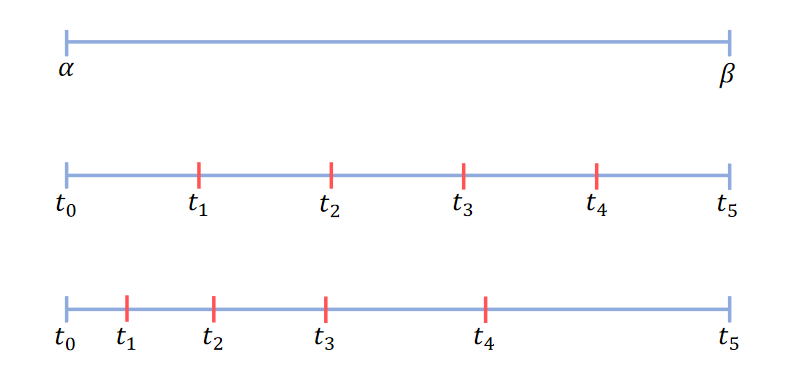 α β
t₀ t₁ t₂ t₃ t₄ t₅
t₀ t₁ t₂ t₃ t₄ t₅